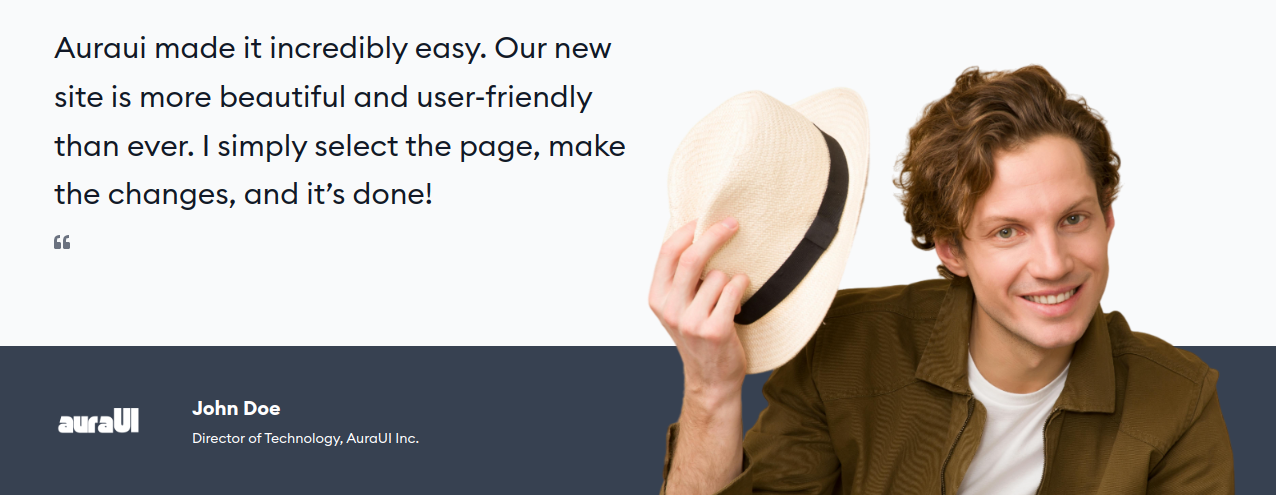 Auraui made it incredibly easy. Our new
site is more beautiful and user-friendly
than ever. I simply select the page, make
the changes, and it’s done!
“
auraUI
John Doe
Director of Technology, AuraUI Inc.